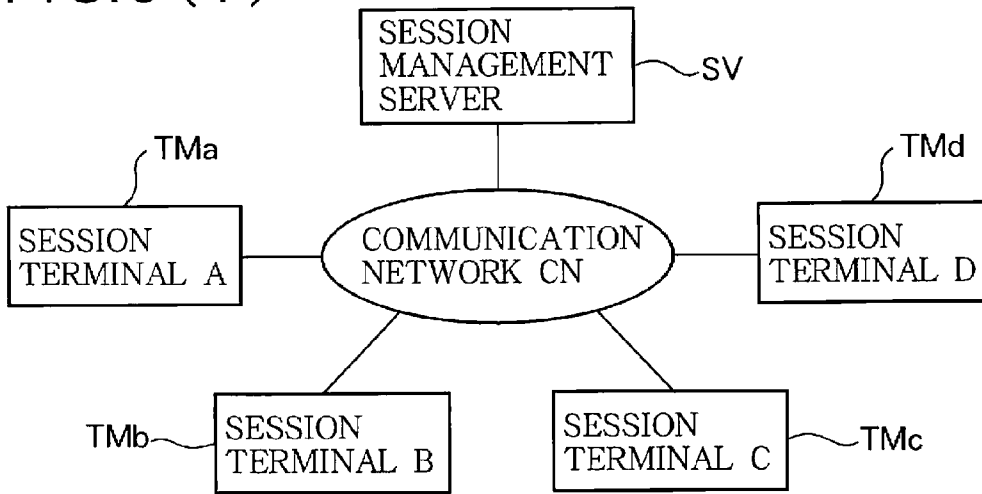 SESSION
MANAGEMENT
SERVER
SV
TMa
TMd
SESSION
TERMINAL A
COMMUNICATION
NETWORK CN
SESSION
TERMINAL D
TMb
SESSION
TERMINAL B
SESSION
TERMINAL C
TMc